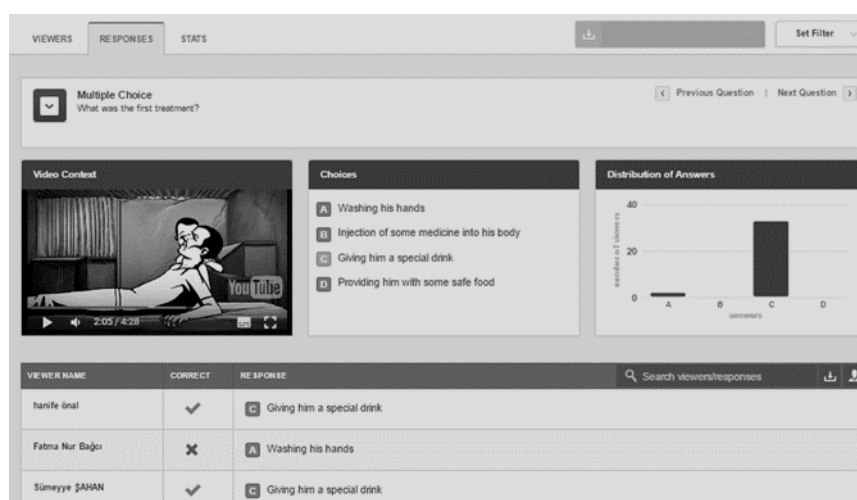 VIEWERS RESPONSES STATS Set Filter
Multiple Choice
What was the first treatment?
Previous Question | Next Question
Video Context
YouTube
2:05 / 4:28
Choices
A Washing his hands
B Injection of some medicine into his body
C Giving him a special drink
D Providing him with some safe food
Distribution of Answers
number of viewers
40
20
0
A B C D
answers
VIEWER NAME CORRECT RESPONSE Search viewers/responses
hanife önal C Giving him a special drink
Fatma Nur Bağcı A Washing his hands
Sümeyye ŞAHAN C Giving him a special drink